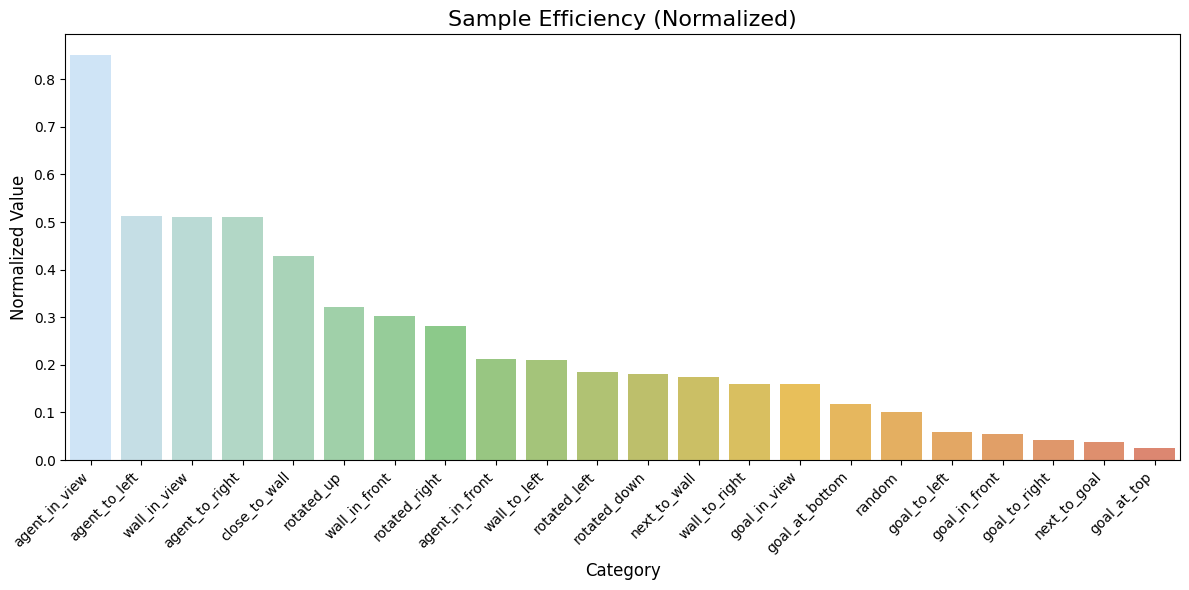 Sample Efficiency (Normalized)
Normalized Value
0.8
0.7
0.6
0.5
0.4
0.3
0.2
0.1
0.0
agent_in_view
agent_to_left
wall_in_view
agent_to_right
close_to_wall
rotated_up
wall_in_front
rotated_right
agent_in_front
wall_to_left
rotated_left
rotated_down
next_to_wall
wall_to_right
goal_in_view
goal_at_bottom
random
goal_to_left
goal_in_front
goal_to_right
next_to_goal
goal_at_top
Category